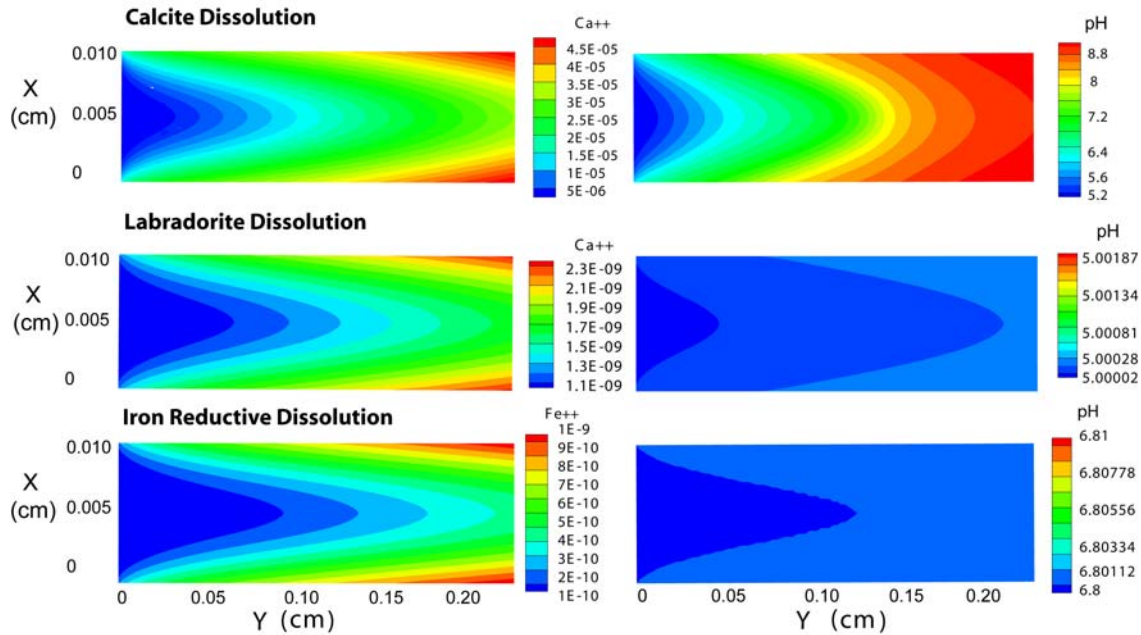 Calcite Dissolution
Ca++
pH
0.010
X
(cm)
0.005
0
4.5E-05
4E-05
3.5E-05
3E-05
2.5E-05
2E-05
1.5E-05
1E-05
5E-06
8.8
8
7.2
6.4
5.6
5.2
Labradorite Dissolution
Ca++
pH
0.010
X
(cm)
0.005
0
2.3E-09
2.1E-09
1.9E-09
1.7E-09
1.5E-09
1.3E-09
1.1E-09
5.00187
5.00134
5.00081
5.00028
5.00002
Iron Reductive Dissolution
Fe++
pH
0.010
X
(cm)
0.005
0
1E-9
9E-10
8E-10
7E-10
6E-10
5E-10
4E-10
3E-10
2E-10
1E-10
6.81
6.80778
6.80556
6.80334
6.80112
6.8
0 0.05 0.10 0.15 0.20
Y (cm)
0 0.05 0.10 0.15 0.20
Y (cm)